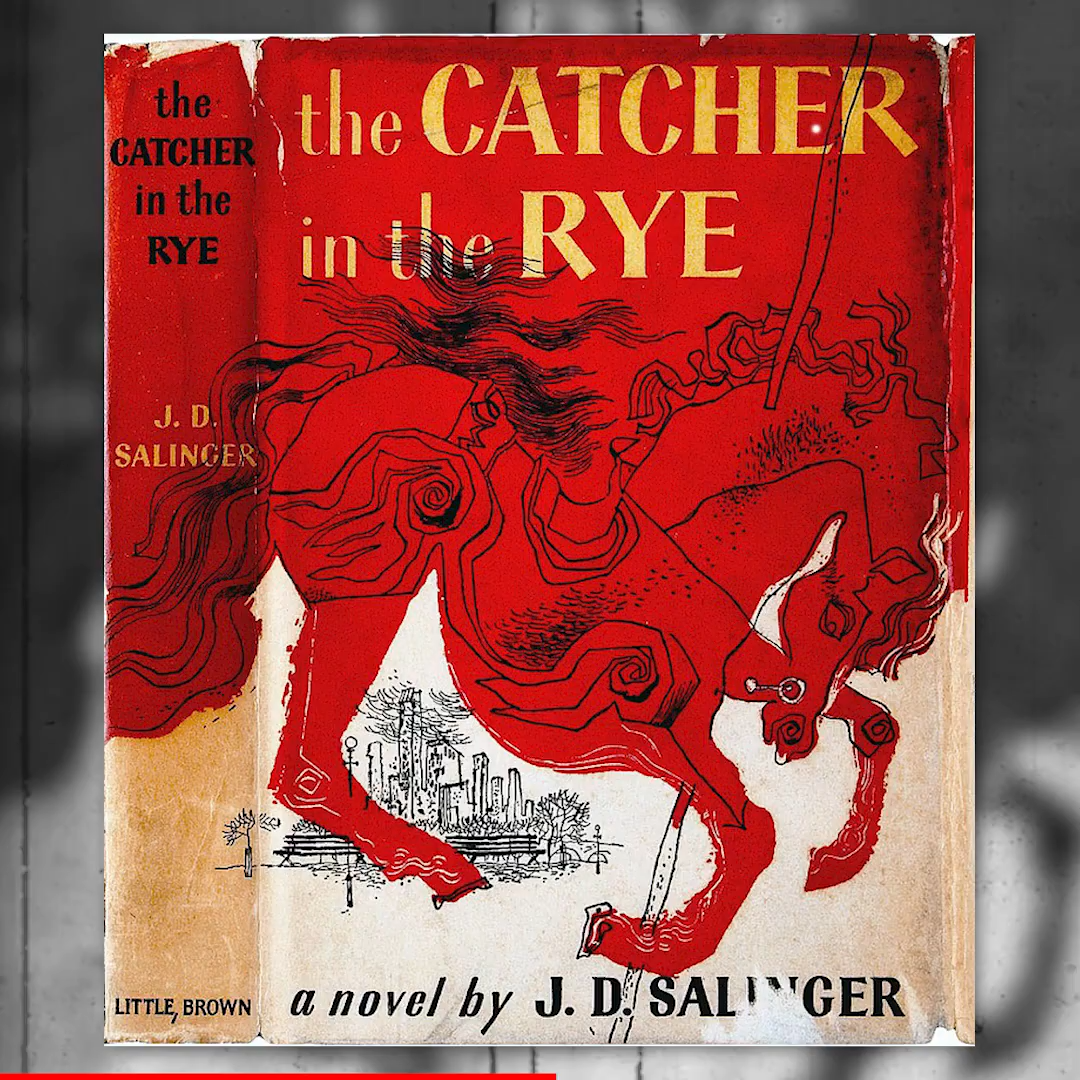 the
CATCHER
in the
RYE
J. D.
SALINGER
LITTLE, BROWN
the CATCHER
in the RYE
a novel by J. D. SALINGER